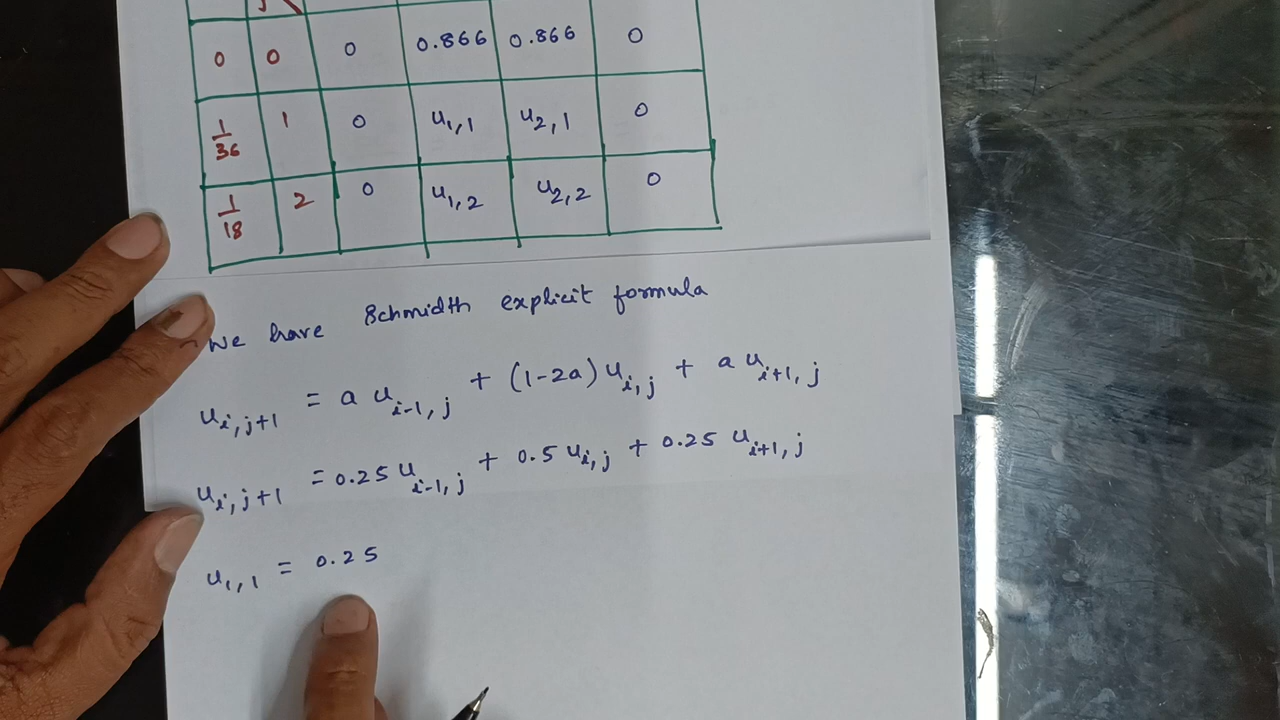 j
0 0 0 0.866 0.866 0
1/36 1 0 u1,1 u2,1 0
1/18 2 0 u1,2 u2,2 0
We have Schmidth explicit formula
ui,j+1 = a ui-1,j + (1-2a) ui,j + a ui+1,j
ui,j+1 = 0.25 ui-1,j + 0.5 ui,j + 0.25 ui+1,j
u1,1 = 0.25